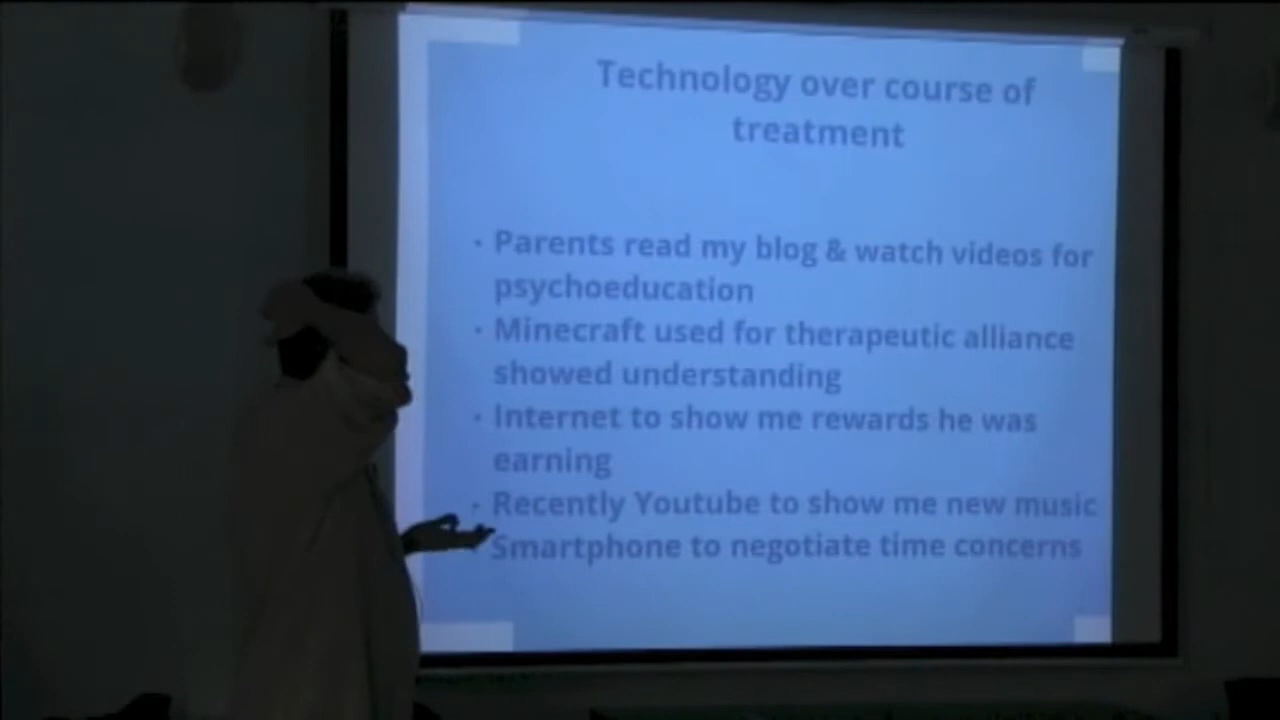 Technology over course of
treatment
· Parents read my blog & watch videos for
psychoeducation
· Minecraft used for therapeutic alliance
showed understanding
· Internet to show me rewards he was
earning
· Recently Youtube to show me new music
Smartphone to negotiate time concerns